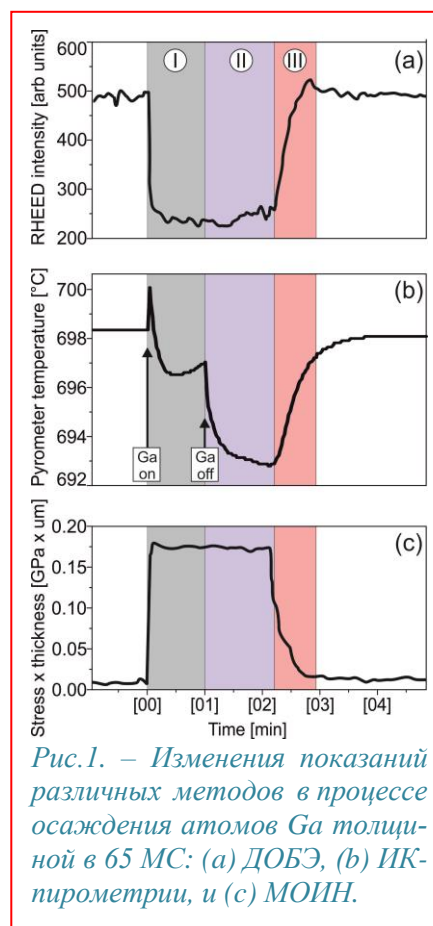 600
500
400
300
200
RHEED intensity [arb units]
I
II
III
(a)
700
698
696
693
692
Pyrometer temperature [°C]
(b)
Ga
on
Ga
off
0.20
0.15
0.10
0.05
0.00
Stress x thickness [GPa x um]
(c)
[00] [01] [02] [03] [04]
Time [min]
Рис.1. – Изменения показаний
различных методов в процессе
осаждения атомов Ga толщи-
ной в 65 МС: (a) ДОБЭ, (b) ИК-
пирометрии, и (c) МОИН.